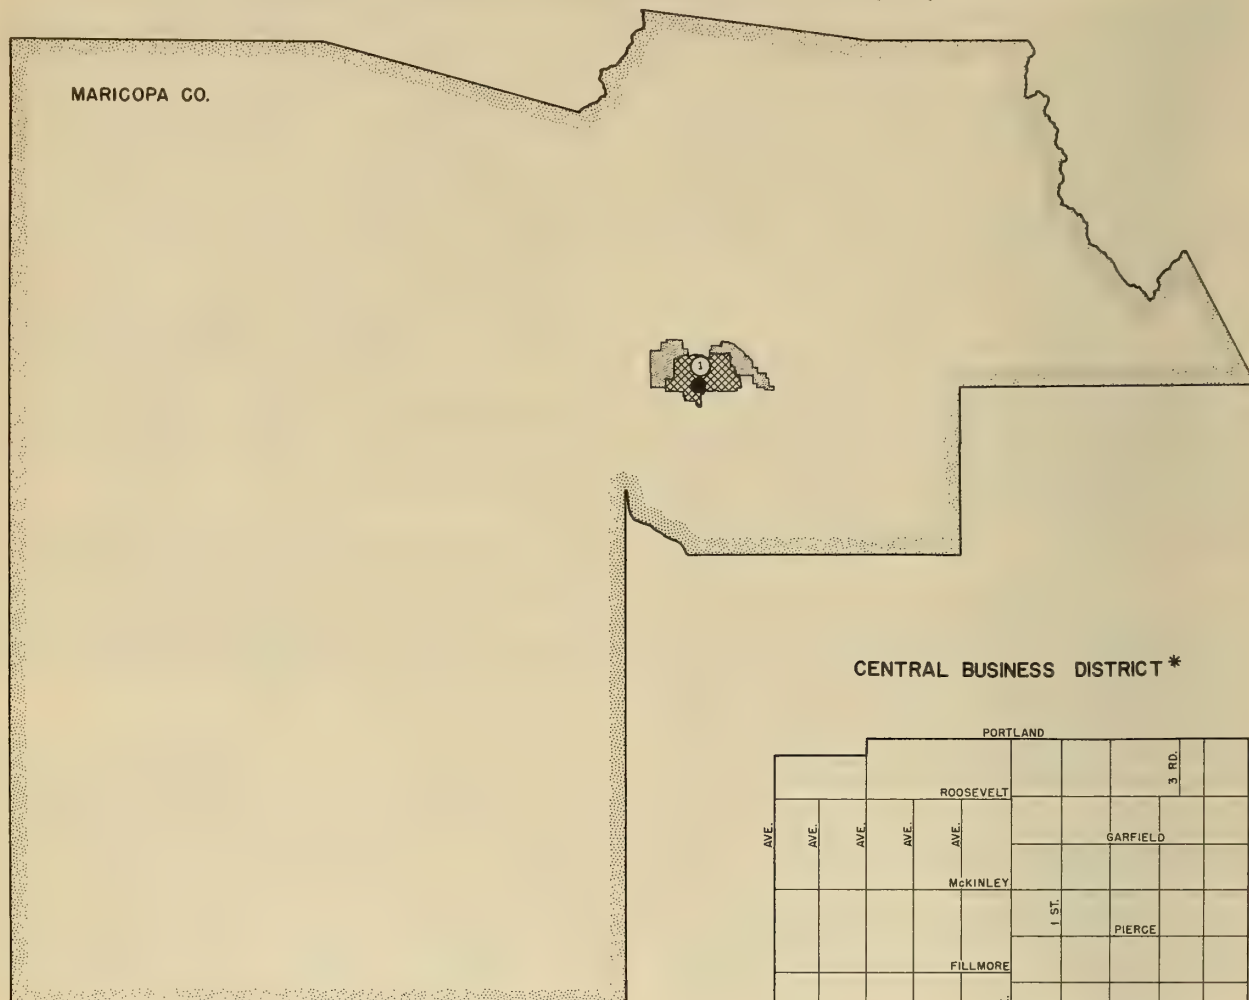 MARICOPA CO.
1
CENTRAL BUSINESS DISTRICT*
PORTLAND
3 RD.
ROOSEVELT
AVE.
AVE.
AVE.
AVE.
AVE.
GARFIELD
McKINLEY
1 ST.
PIERCE
FILLMORE